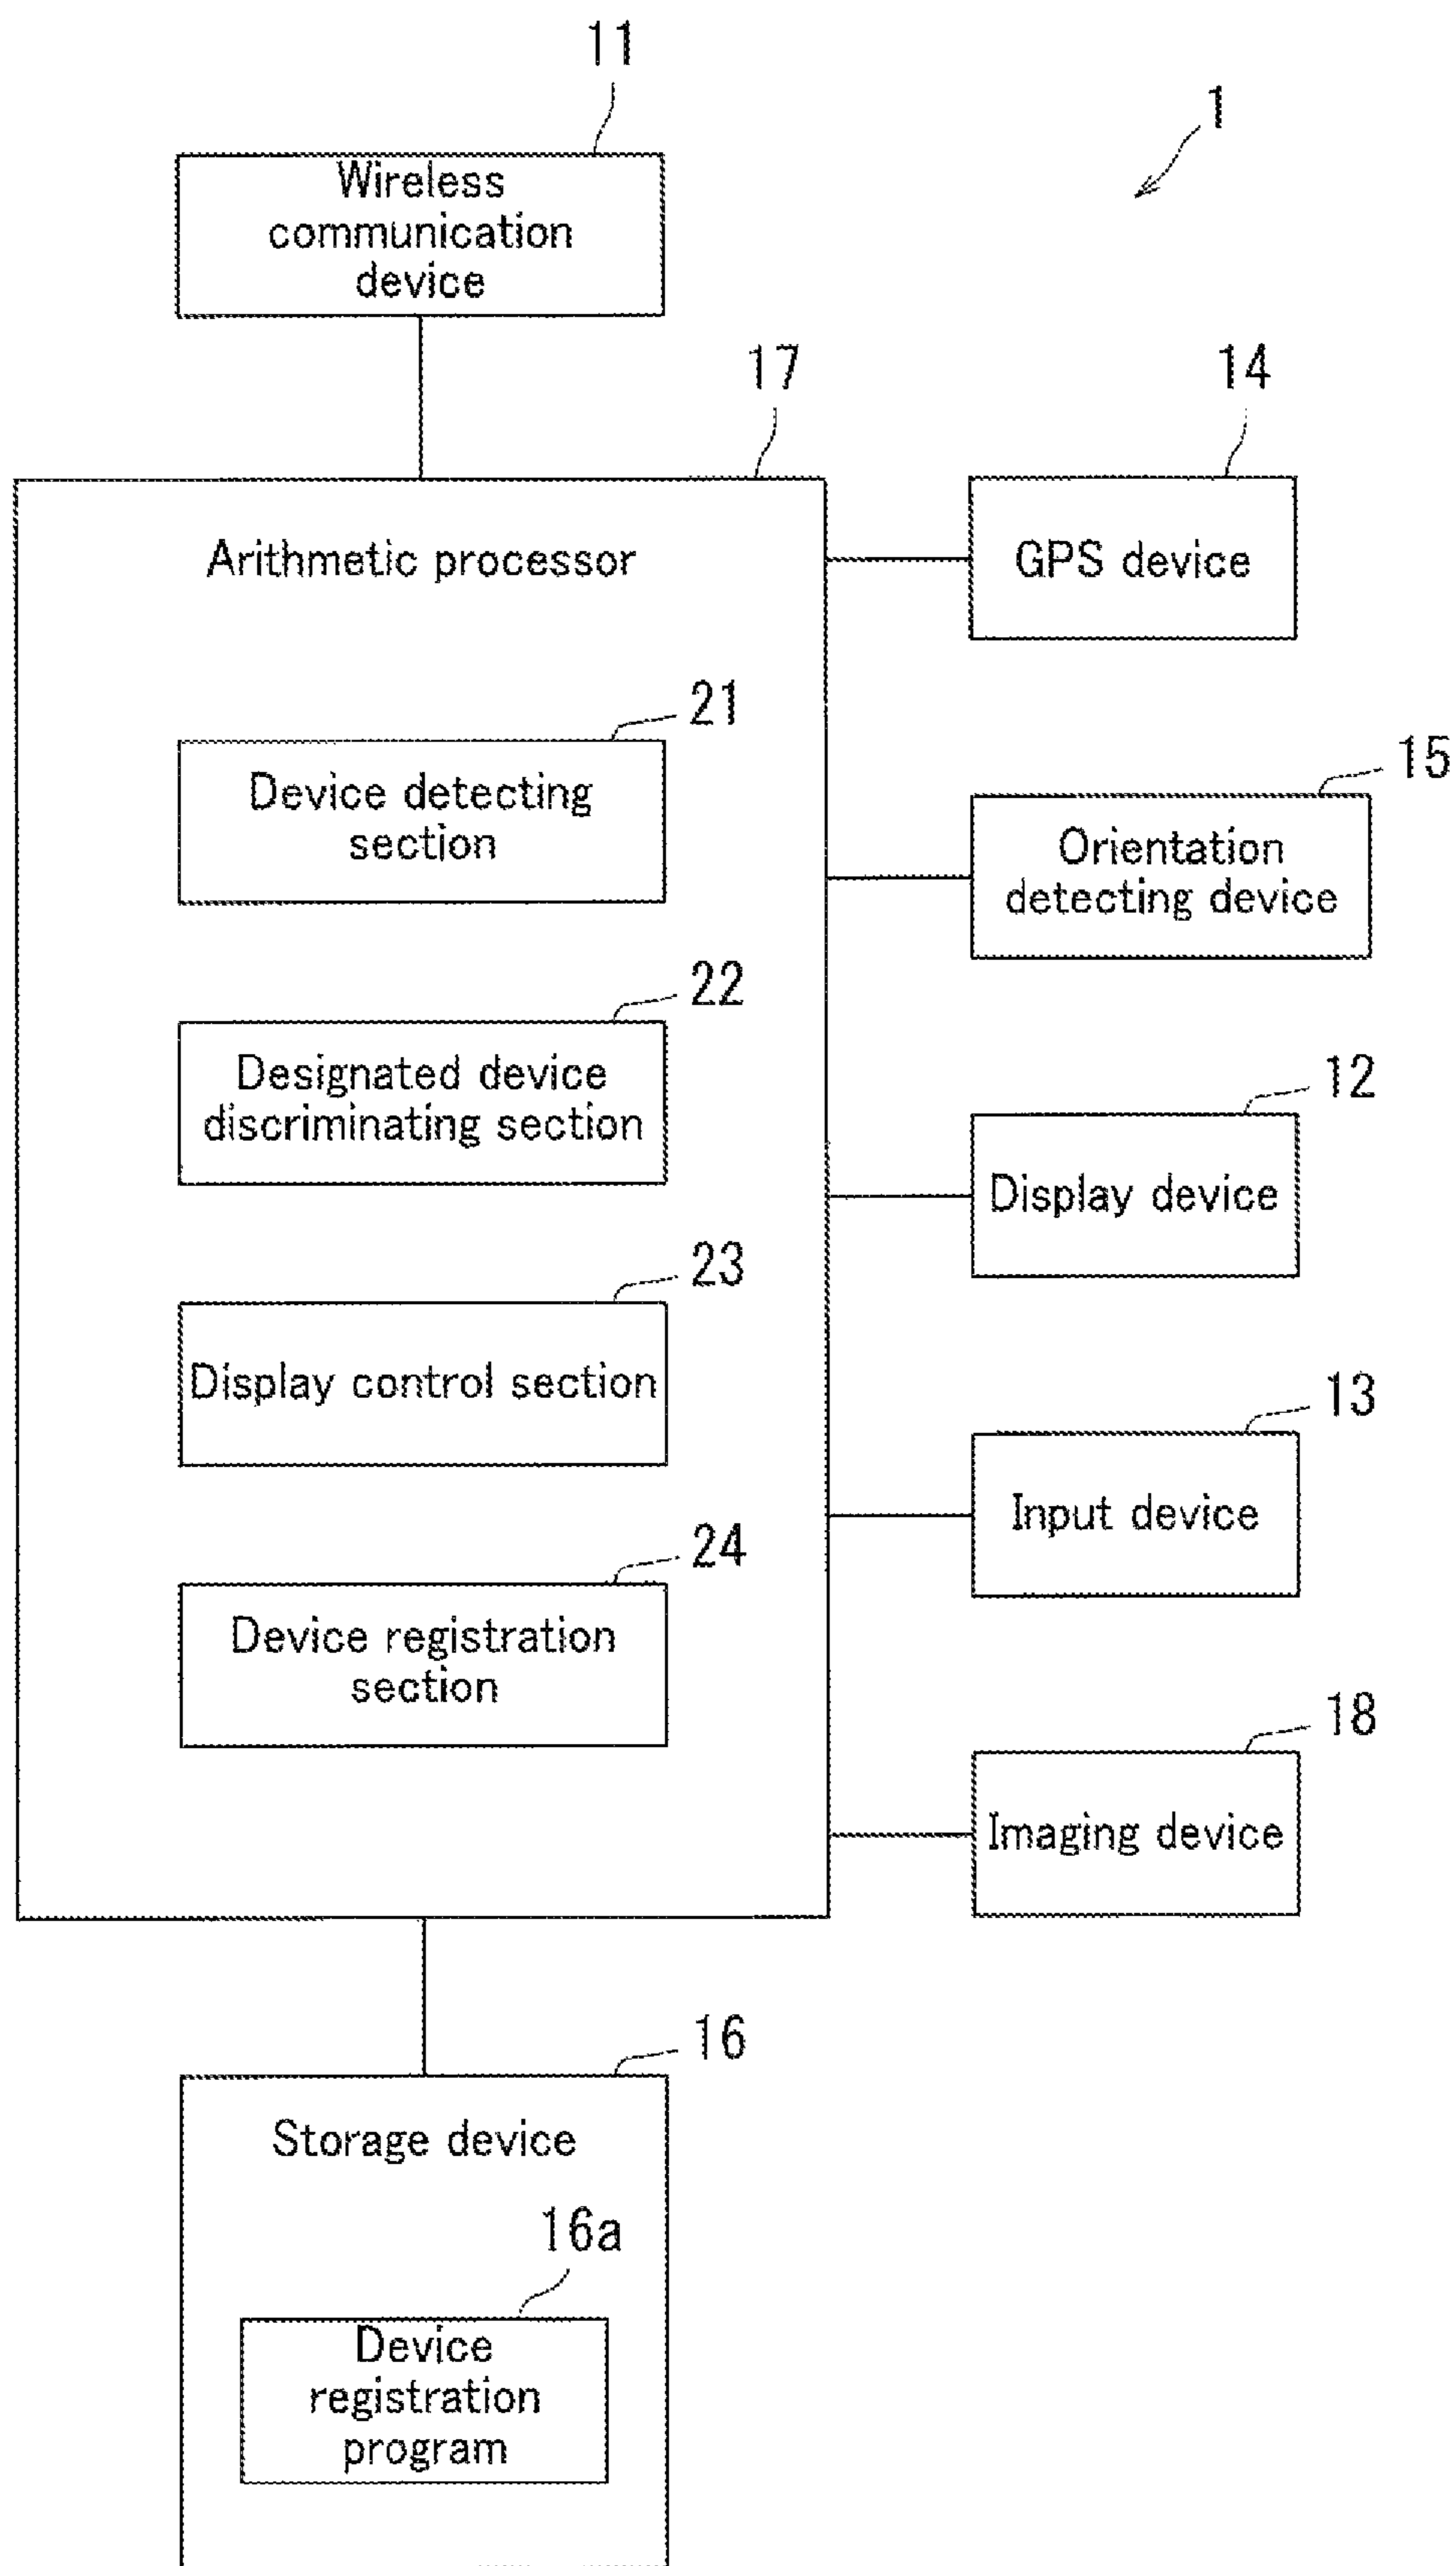 11
1
Wireless
communication
device
17
14
Arithmetic processor
GPS device
21
Device detecting
section
15
Orientation
detecting device
22
Designated device
discriminating section
12
Display device
23
Display control section
13
Input device
24
Device registration
section
18
Imaging device
16
Storage device
16a
Device
registration
program